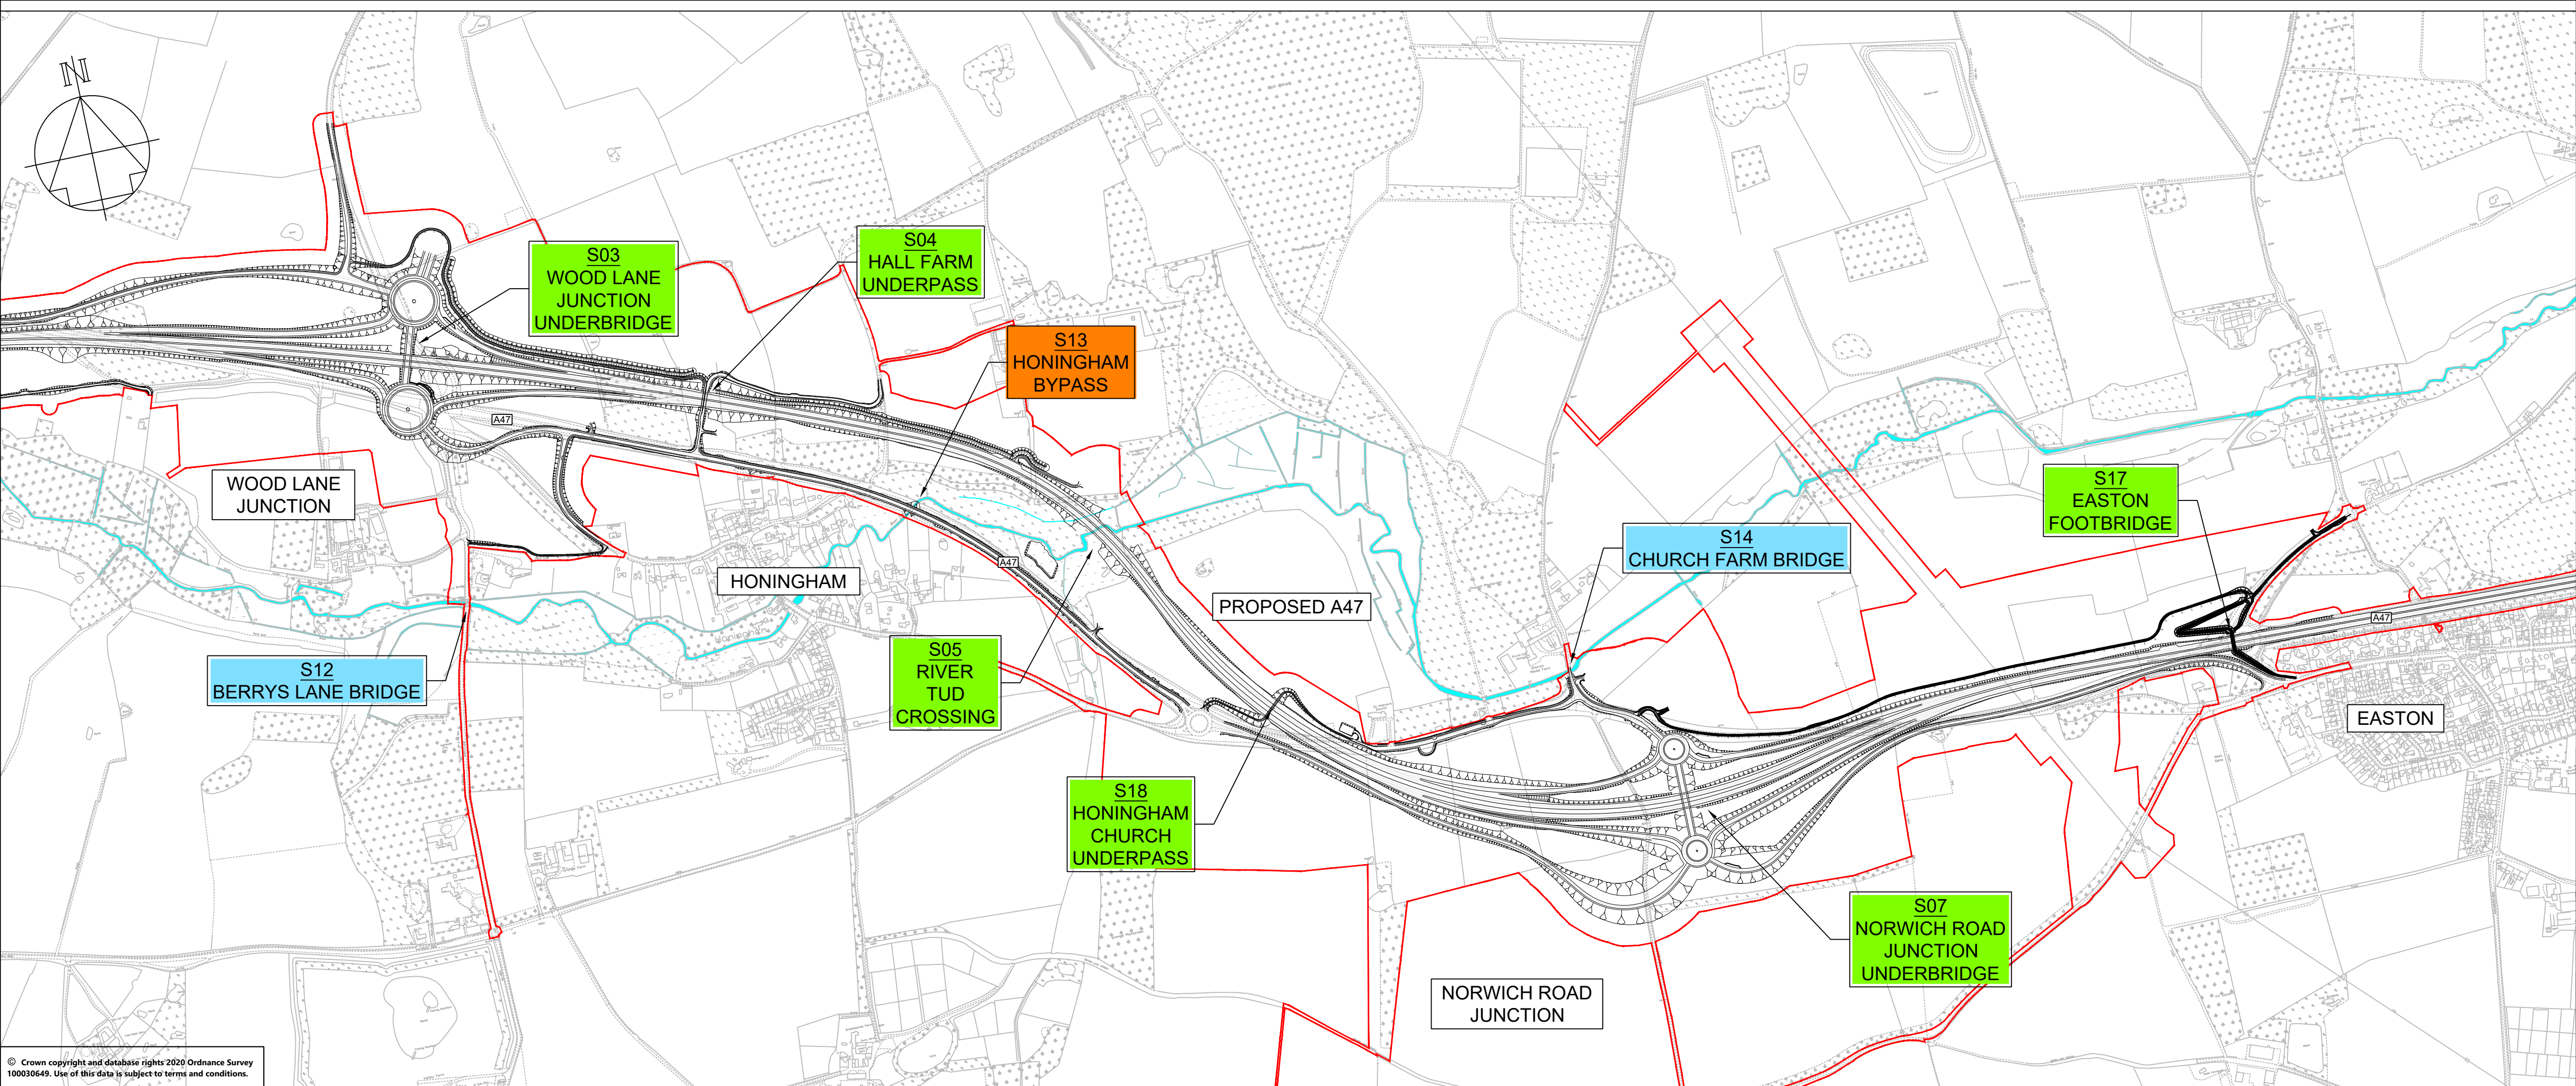 N
S03
WOOD LANE
JUNCTION
UNDERBRIDGE
S04
HALL FARM
UNDERPASS
S13
HONINGHAM
BYPASS
A47
WOOD LANE
JUNCTION
HONINGHAM
A47
PROPOSED A47
S14
CHURCH FARM BRIDGE
S17
EASTON
FOOTBRIDGE
A47
S12
BERRYS LANE BRIDGE
S05
RIVER
TUD
CROSSING
EASTON
S18
HONINGHAM
CHURCH
UNDERPASS
S07
NORWICH ROAD
JUNCTION
UNDERBRIDGE
NORWICH ROAD
JUNCTION
© Crown copyright and database rights 2020 Ordnance Survey
100030649. Use of this data is subject to terms and conditions.